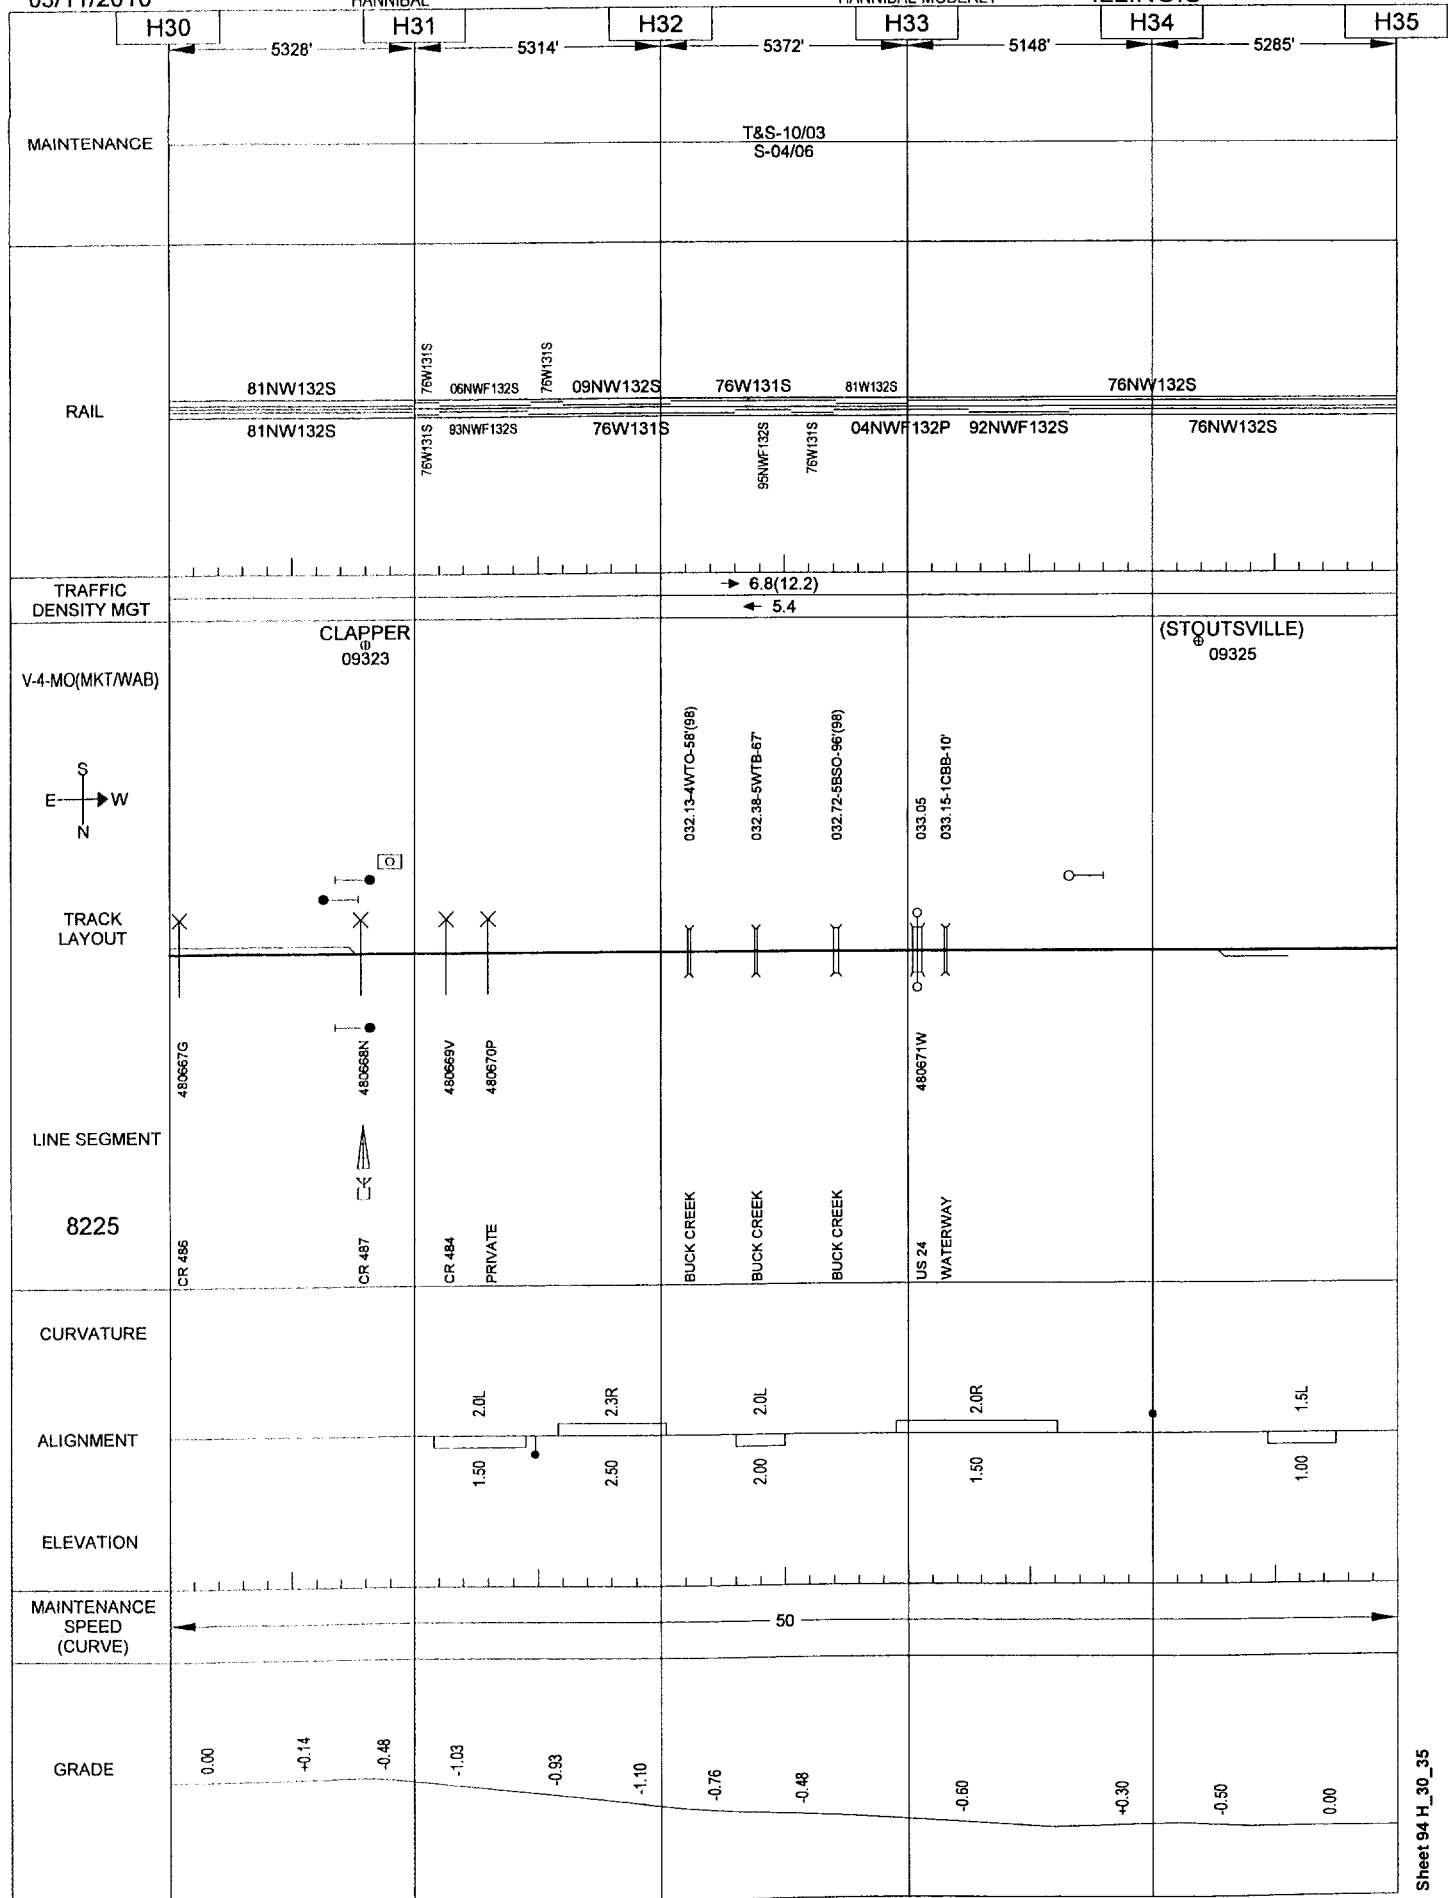 HANNIBAL
H30 H31 H32 H33 H34 H35
5328' 5314' 5372' 5148' 5285'
MAINTENANCE
T&S-10/03
S-04/06
RAIL
76W131S 76W131S
81NW132S 06NWF132S 09NW132S 76W131S 81W132S 76NW132S
81NW132S 93NWF132S 76W131S 04NWF132P 92NWF132S 76NW132S
76W131S 95NWF132S 76W131S
TRAFFIC
DENSITY MGT
6.8(12.2)
5.4
CLAPPER
09323
(STOUTSVILLE)
09325
V-4-MO(MKT/WAB)
S
E W
N
032.13-4WTO-58'(98)
032.38-5WTB-67'
032.72-5BSO-96'(98)
033.05
033.15-1CBB-10'
TRACK
LAYOUT
480667G
480668N
480669V
480670P
480671W
LINE SEGMENT
8225
CR 486
CR 487
CR 484
PRIVATE
BUCK CREEK
BUCK CREEK
BUCK CREEK
US 24
WATERWAY
CURVATURE
2.0L 2.3R 2.0L 2.0R 1.5L
ALIGNMENT
1.50 2.50 2.00 1.50 1.00
ELEVATION
MAINTENANCE
SPEED
(CURVE)
50
GRADE
0.00 +0.14 -0.48 -1.03 -0.93 -1.10 -0.76 -0.48 -0.60 +0.30 -0.50 0.00
Sheet 94 H_30_35